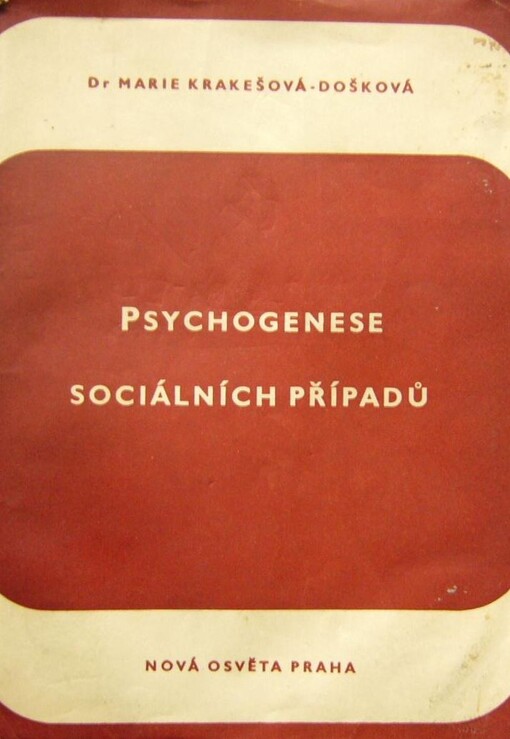 Dr MARIE KRAKEŠOVÁ-DOŠKOVÁ
PSYCHOGENESE
SOCIÁLNÍCH PŘÍPADŮ
NOVÁ OSVĚTA PRAHA